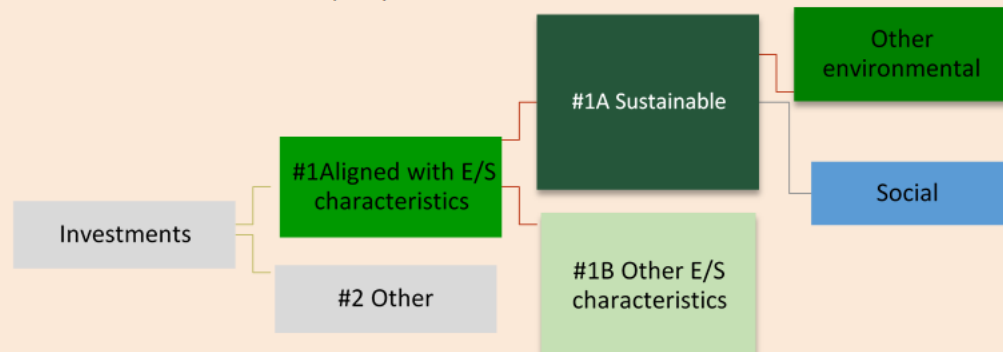 Investments
#1Aligned with E/S
characteristics
#2 Other
#1A Sustainable
#1B Other E/S
characteristics
Other
environmental
Social